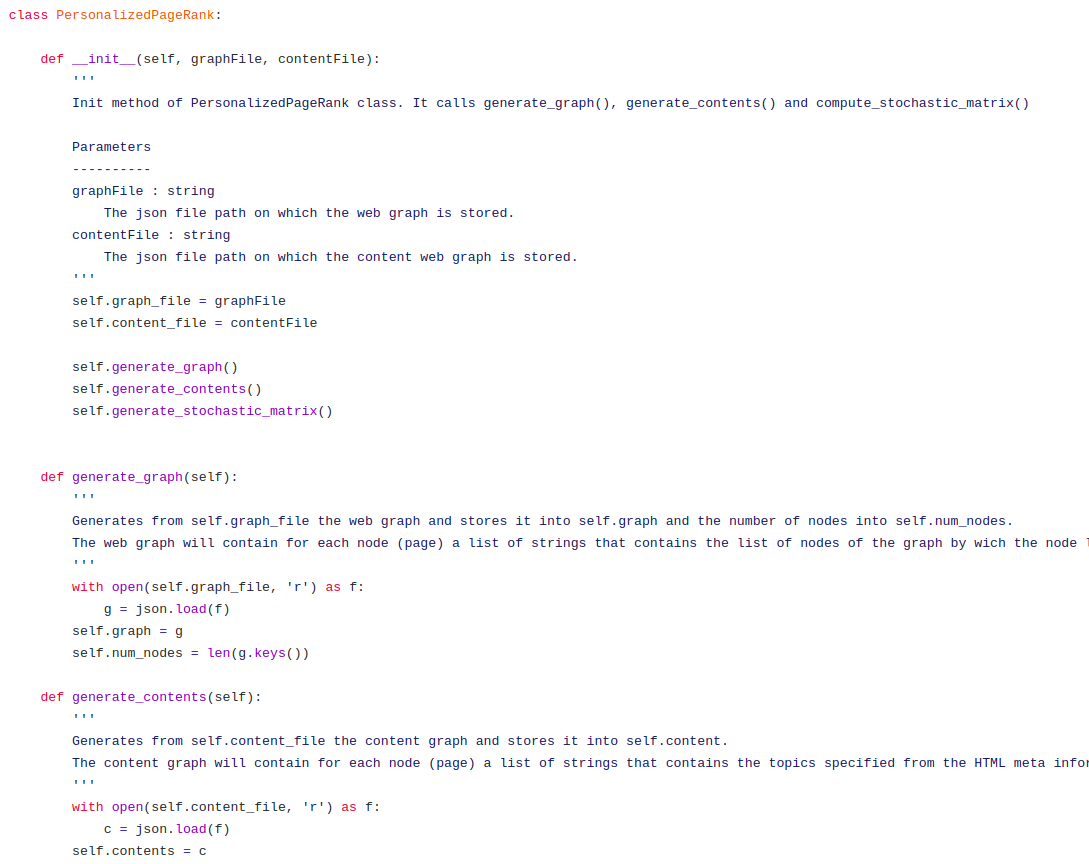 class PersonalizedPageRank:
    def __init__(self, graphFile, contentFile):
        '''
        Init method of PersonalizedPageRank class. It calls generate_graph(), generate_contents() and compute_stochastic_matrix()
        Parameters
        ----------
        graphFile : string
            The json file path on which the web graph is stored.
        contentFile : string
            The json file path on which the content web graph is stored.
        '''
        self.graph_file = graphFile
        self.content_file = contentFile
        self.generate_graph()
        self.generate_contents()
        self.generate_stochastic_matrix()
    def generate_graph(self):
        '''
        Generates from self.graph_file the web graph and stores it into self.graph and the number of nodes into self.num_nodes.
        The web graph will contain for each node (page) a list of strings that contains the list of nodes of the graph by wich the node
        '''
        with open(self.graph_file, 'r') as f:
            g = json.load(f)
        self.graph = g
        self.num_nodes = len(g.keys())
    def generate_contents(self):
        '''
        Generates from self.content_file the content graph and stores it into self.content.
        The content graph will contain for each node (page) a list of strings that contains the topics specified from the HTML meta
        '''
        with open(self.content_file, 'r') as f:
            c = json.load(f)
        self.contents = c